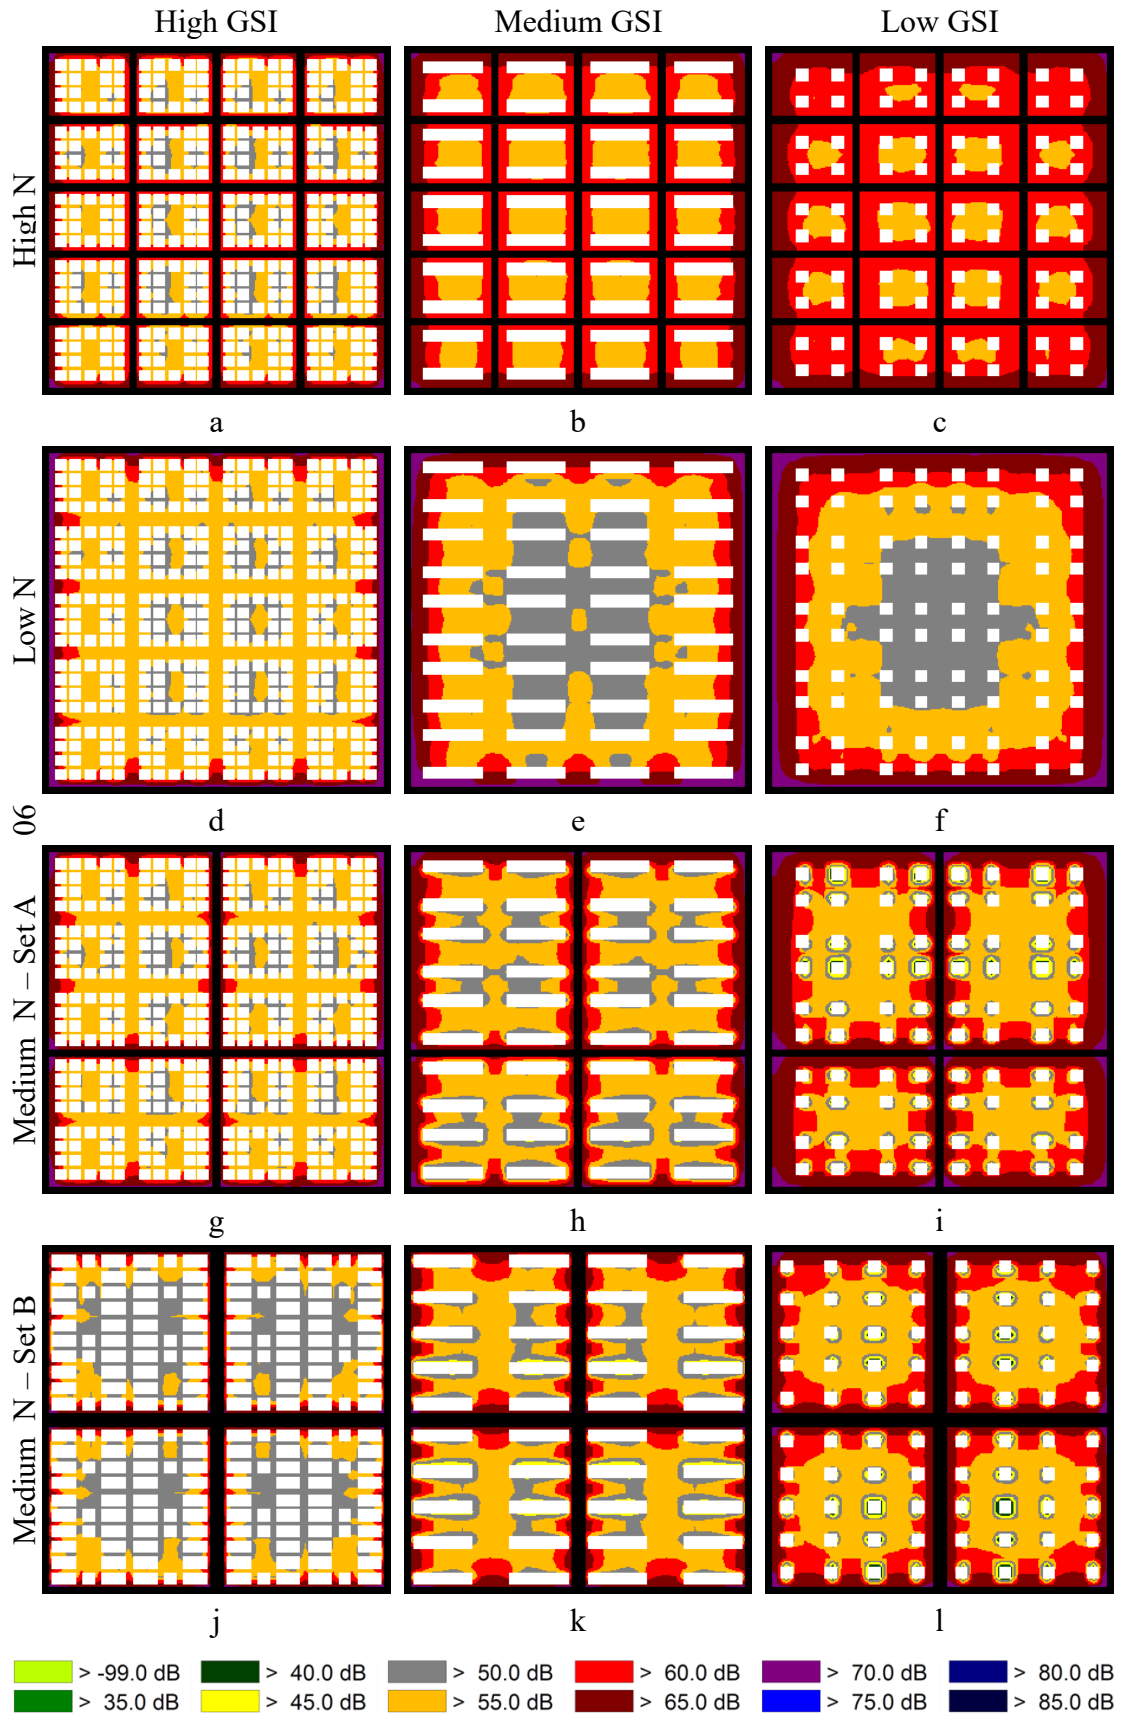 High GSI Medium GSI Low GSI
High N
a b c
Low N
d e f
06
Medium N – Set A
g h i
Medium N – Set B
j k l
> -99.0 dB > 40.0 dB > 50.0 dB > 60.0 dB > 70.0 dB > 80.0 dB
> 35.0 dB > 45.0 dB > 55.0 dB > 65.0 dB > 75.0 dB > 85.0 dB